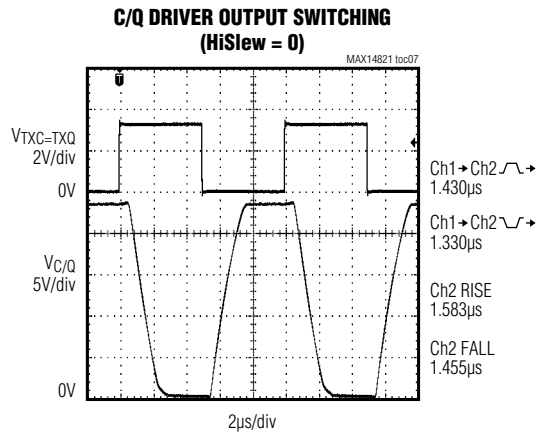 C/Q DRIVER OUTPUT SWITCHING
(HiSlew = 0)
MAX14821 toc07
T
VTXC=TXQ
2V/div
0V
VC/Q
5V/div
0V
Ch1→Ch2
1.430µs
Ch1→Ch2
1.330µs
Ch2 RISE
1.583µs
Ch2 FALL
1.455µs
2µs/div